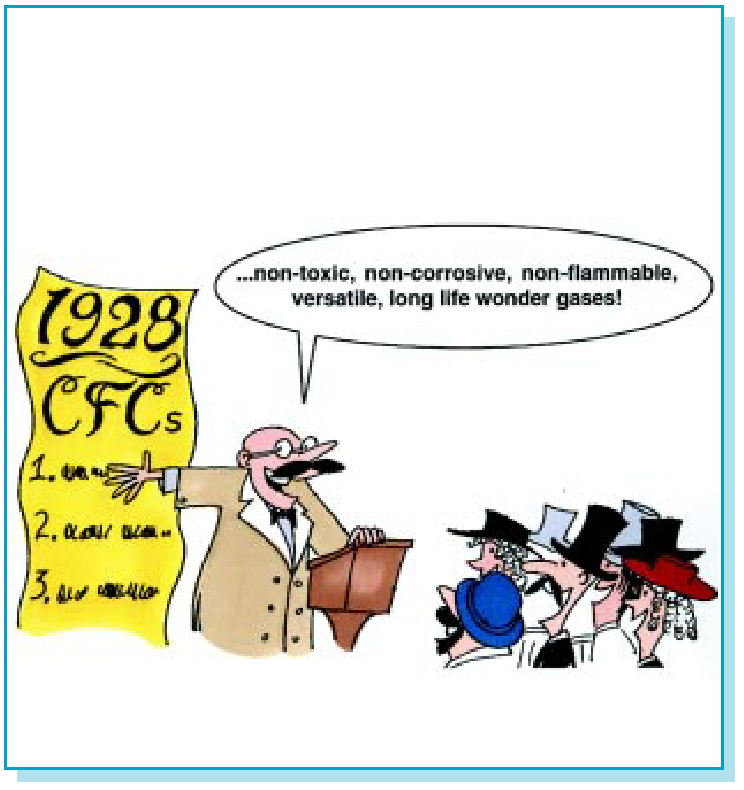 ...non-toxic, non-corrosive, non-flammable,
versatile, long life wonder gases!
1928
CFCs
1.
2.
3.